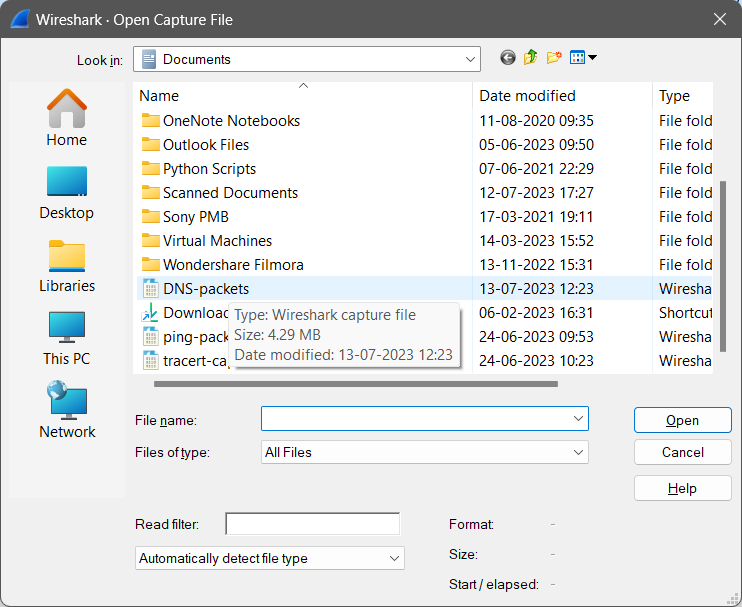 Wireshark · Open Capture File
Look in: Documents
Name Date modified Type
OneNote Notebooks 11-08-2020 09:35 File fold
Outlook Files 05-06-2023 09:50 File fold
Python Scripts 07-06-2021 22:29 File fold
Scanned Documents 12-07-2023 17:27 File fold
Sony PMB 17-03-2021 19:11 File fold
Virtual Machines 14-03-2023 15:52 File fold
Wondershare Filmora 13-11-2022 15:31 File fold
DNS-packets 13-07-2023 12:23 Wiresha
Download 06-02-2023 16:31 Shortcut
ping-pack 24-06-2023 09:53 Wiresha
tracert-ca 24-06-2023 10:23 Wiresha
Type: Wireshark capture file
Size: 4.29 MB
Date modified: 13-07-2023 12:23
Home
Desktop
Libraries
This PC
Network
File name: Open
Files of type: All Files Cancel
Help
Read filter: Format: -
Automatically detect file type Size: -
Start / elapsed: -